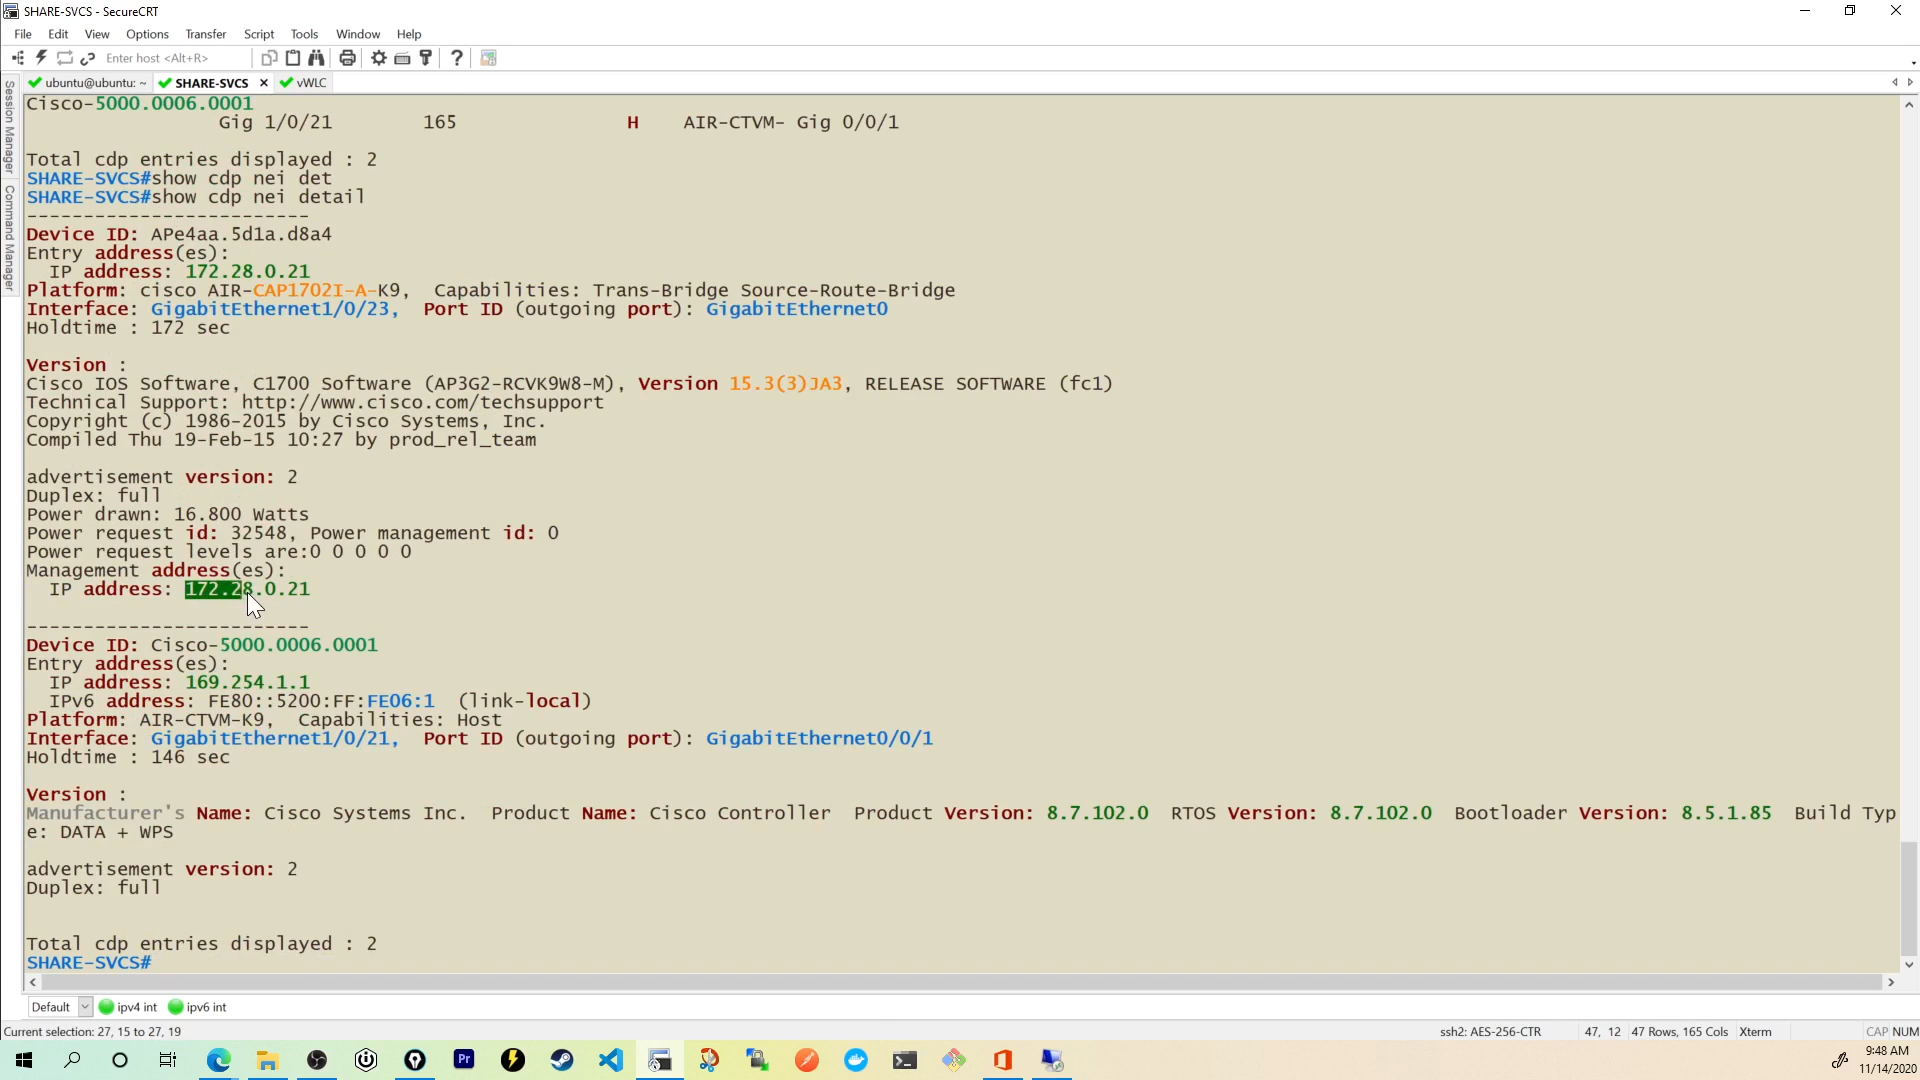 SHARE-SVCS - SecureCRT
File Edit View Options Transfer Script Tools Window Help
Enter host <Alt+R>
ubuntu@ubuntu: ~ SHARE-SVCS vWLC
Session Manager
Command Manager
Cisco-5000.0006.0001
Gig 1/0/21 165 H AIR-CTVM- Gig 0/0/1
Total cdp entries displayed : 2
SHARE-SVCS#show cdp nei det
SHARE-SVCS#show cdp nei detail
-------------------------
Device ID: APe4aa.5d1a.d8a4
Entry address(es):
IP address: 172.28.0.21
Platform: cisco AIR-CAP1702I-A-K9, Capabilities: Trans-Bridge Source-Route-Bridge
Interface: GigabitEthernet1/0/23, Port ID (outgoing port): GigabitEthernet0
Holdtime : 172 sec
Version :
Cisco IOS Software, C1700 Software (AP3G2-RCVK9W8-M), Version 15.3(3)JA3, RELEASE SOFTWARE (fc1)
Technical Support: http://www.cisco.com/techsupport
Copyright (c) 1986-2015 by Cisco Systems, Inc.
Compiled Thu 19-Feb-15 10:27 by prod_rel_team
advertisement version: 2
Duplex: full
Power drawn: 16.800 Watts
Power request id: 32548, Power management id: 0
Power request levels are:0 0 0 0 0
Management address(es):
IP address: 172.28.0.21
-------------------------
Device ID: Cisco-5000.0006.0001
Entry address(es):
IP address: 169.254.1.1
IPv6 address: FE80::5200:FF:FE06:1 (link-local)
Platform: AIR-CTVM-K9, Capabilities: Host
Interface: GigabitEthernet1/0/21, Port ID (outgoing port): GigabitEthernet0/0/1
Holdtime : 146 sec
Version :
Manufacturer's Name: Cisco Systems Inc. Product Name: Cisco Controller Product Version: 8.7.102.0 RTOS Version: 8.7.102.0 Bootloader Version: 8.5.1.85 Build Typ
e: DATA + WPS
advertisement version: 2
Duplex: full
Total cdp entries displayed : 2
SHARE-SVCS#
Default ipv4 int ipv6 int
Current selection: 27, 15 to 27, 19 ssh2: AES-256-CTR 47, 12 47 Rows, 165 Cols Xterm CAP NUM
Pr
9:48 AM
11/14/2020